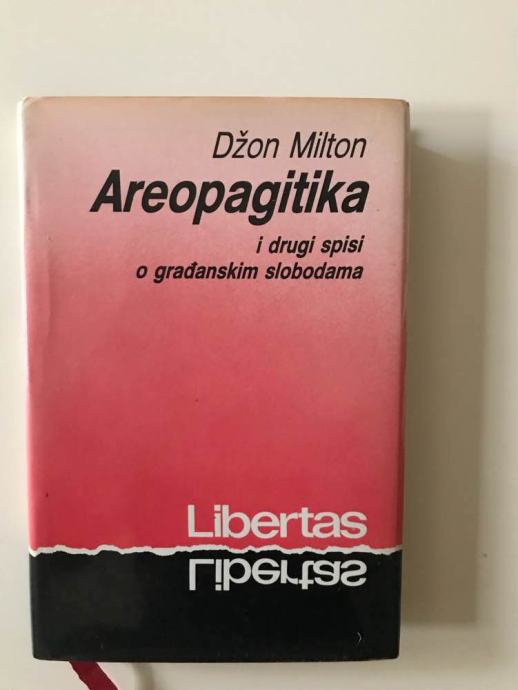 Džon Milton
Areopagitika
i drugi spisi
o građanskim slobodama
Libertas
Libertas